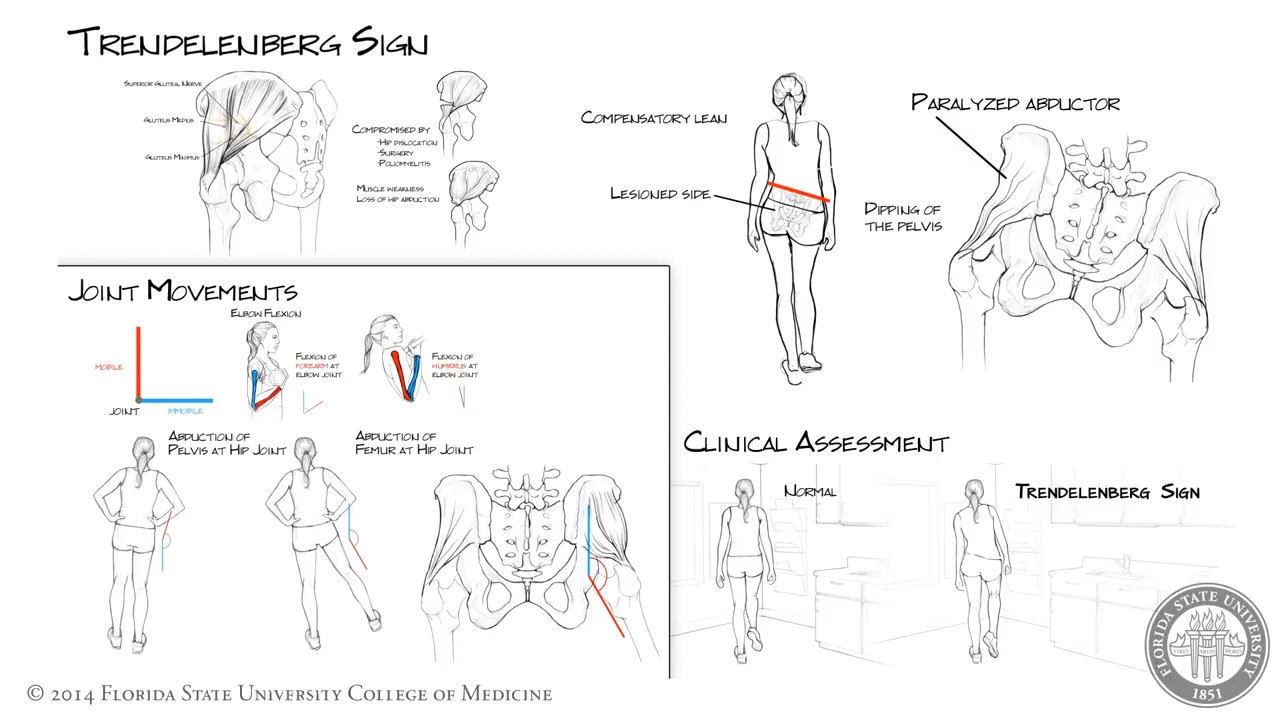 Trendelenberg Sign
Superior Gluteal Nerve
Gluteus Medius
Gluteus Minimus
Compromised by
-Hip dislocation
-Surgery
-Poliomyelitis
Muscle weakness
Loss of hip abduction
Compensatory lean
Lesioned side
Dipping of
the pelvis
Paralyzed abductor
Joint Movements
Mobile
Joint
Immobile
Elbow Flexion
Flexion of
forearm at
elbow joint
Flexion of
humerus at
elbow joint
Abduction of
Pelvis at Hip Joint
Abduction of
Femur at Hip Joint
Clinical Assessment
Normal
Trendelenberg Sign
© 2014 Florida State University College of Medicine
FLORIDA STATE UNIVERSITY
VIRES ARTES MORES
1851